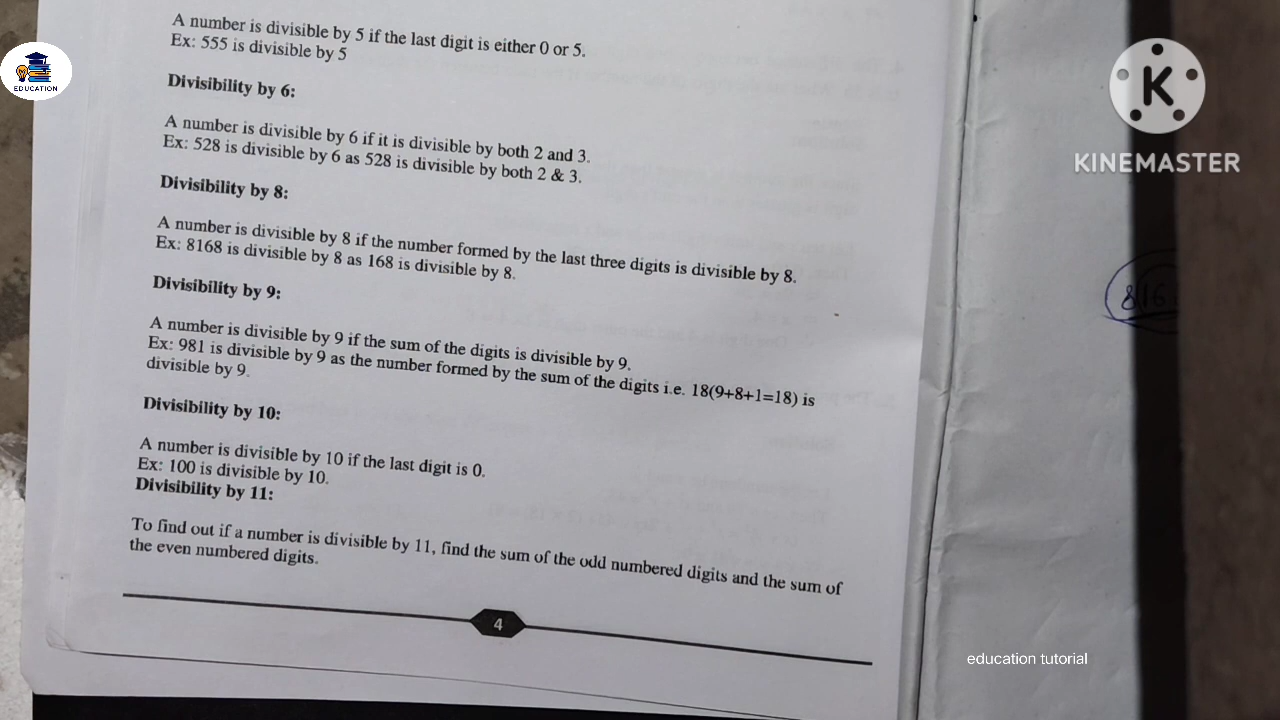 A number is divisible by 5 if the last digit is either 0 or 5.
Ex: 555 is divisible by 5
EDUCATION
Divisibility by 6:
A number is divisible by 6 if it is divisible by both 2 and 3.
Ex: 528 is divisible by 6 as 528 is divisible by both 2 & 3.
K
KINEMASTER
Divisibility by 8:
A number is divisible by 8 if the number formed by the last three digits is divisible by 8.
Ex: 8168 is divisible by 8 as 168 is divisible by 8.
Divisibility by 9:
A number is divisible by 9 if the sum of the digits is divisible by 9.
Ex: 981 is divisible by 9 as the number formed by the sum of the digits i.e. 18(9+8+1=18) is
divisible by 9.
Divisibility by 10:
A number is divisible by 10 if the last digit is 0.
Ex: 100 is divisible by 10.
Divisibility by 11:
To find out if a number is divisible by 11, find the sum of the odd numbered digits and the sum of
the even numbered digits.
4
education tutorial